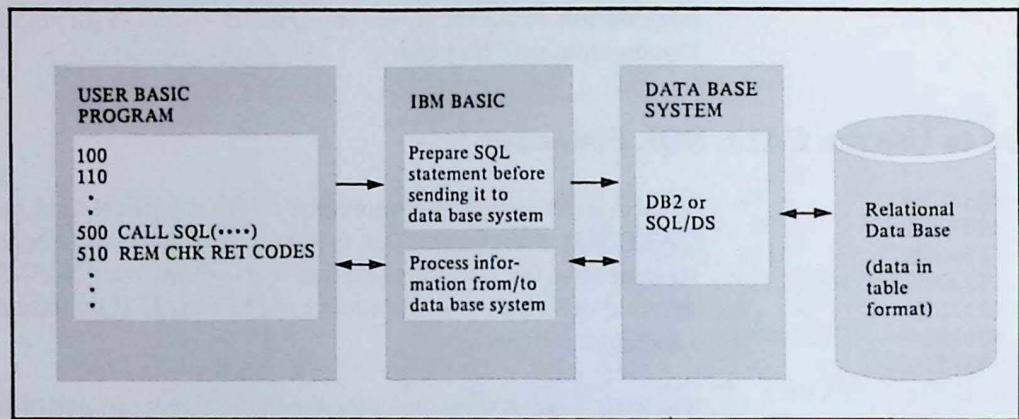 USER BASIC
PROGRAM
100
110
•
•
500 CALL SQL(••••)
510 REM CHK RET CODES
•
•
•
IBM BASIC
Prepare SQL
statement before
sending it to
data base system
Process infor-
mation from/to
data base system
DATA BASE
SYSTEM
DB2 or
SQL/DS
Relational
Data Base
(data in
table
format)